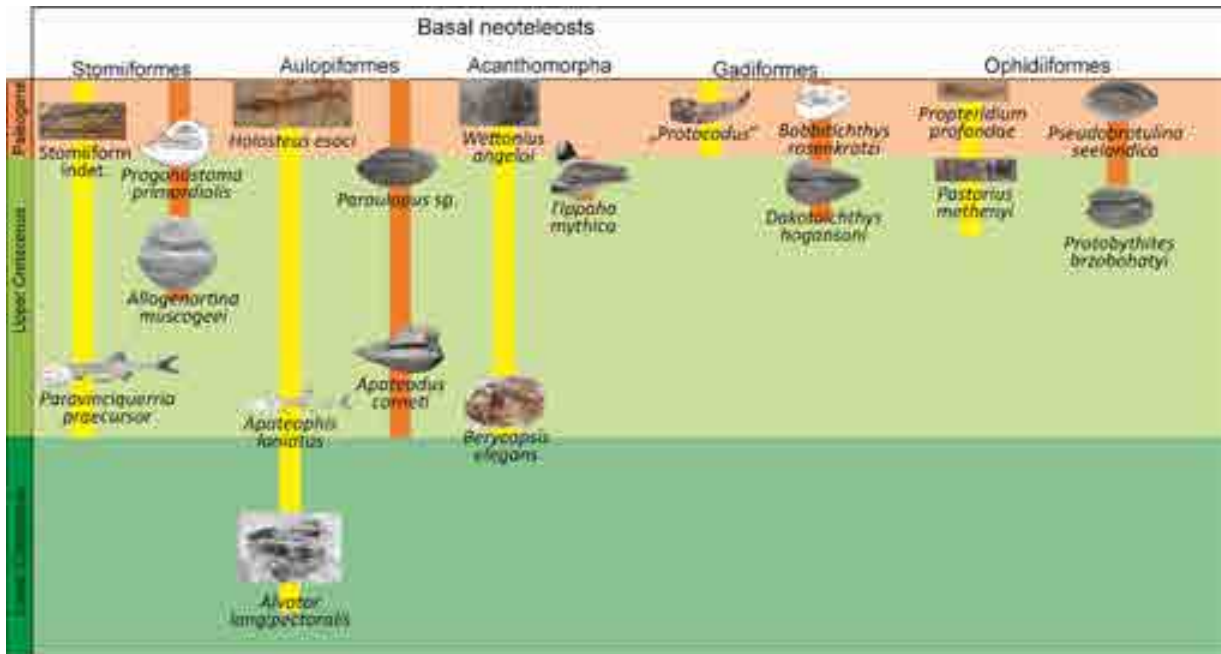 Basal neoteleosts
Stomiiformes
Aulopiformes
Acanthomorpha
Gadiformes
Ophidiiformes
Paleogene
Stomiiform
indet.
Progonostoma
primordialis
Holosteus esoci
Paraulopus sp.
Wettonius
angeloi
Tippaha
mythica
„Protocodus“
Bobbitichthys
rosenkratzi
Dakotaichthys
hogansoni
Propteridium
profondae
Pastorius
methenyi
Pseudobrotulina
seelandica
Protobythites
brzobohatyi
Upper Cretaceous
Allogenartina
muscogeei
Paravinciguerria
praecursor
Apateophis
laniatus
Apateodus
corneti
Berycopsis
elegans
Lower Cretaceous
Alvator
longipectoralis